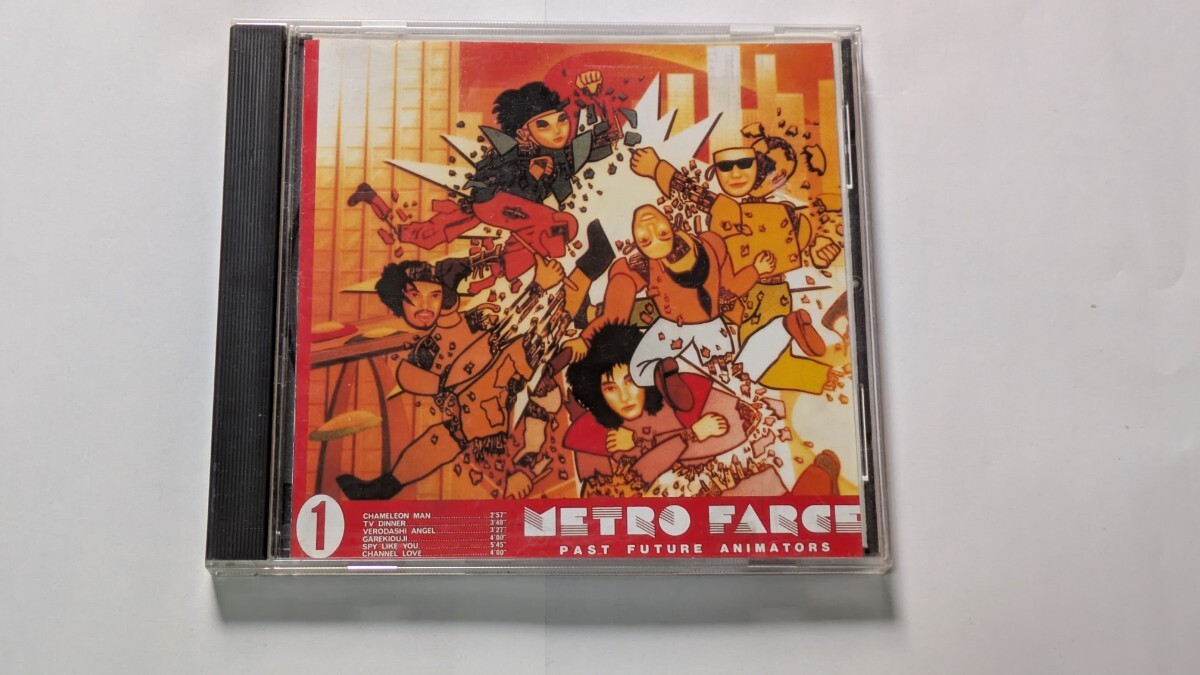 1
CHAMELEON MAN 2'57"
TV DINNER 3'48"
VERODASHI ANGEL 3'27"
GAREKIOUJI 4'00"
SPY LIKE YOU 5'45"
CHANNEL LOVE 4'00"
METRO FARCE
PAST FUTURE ANIMATORS